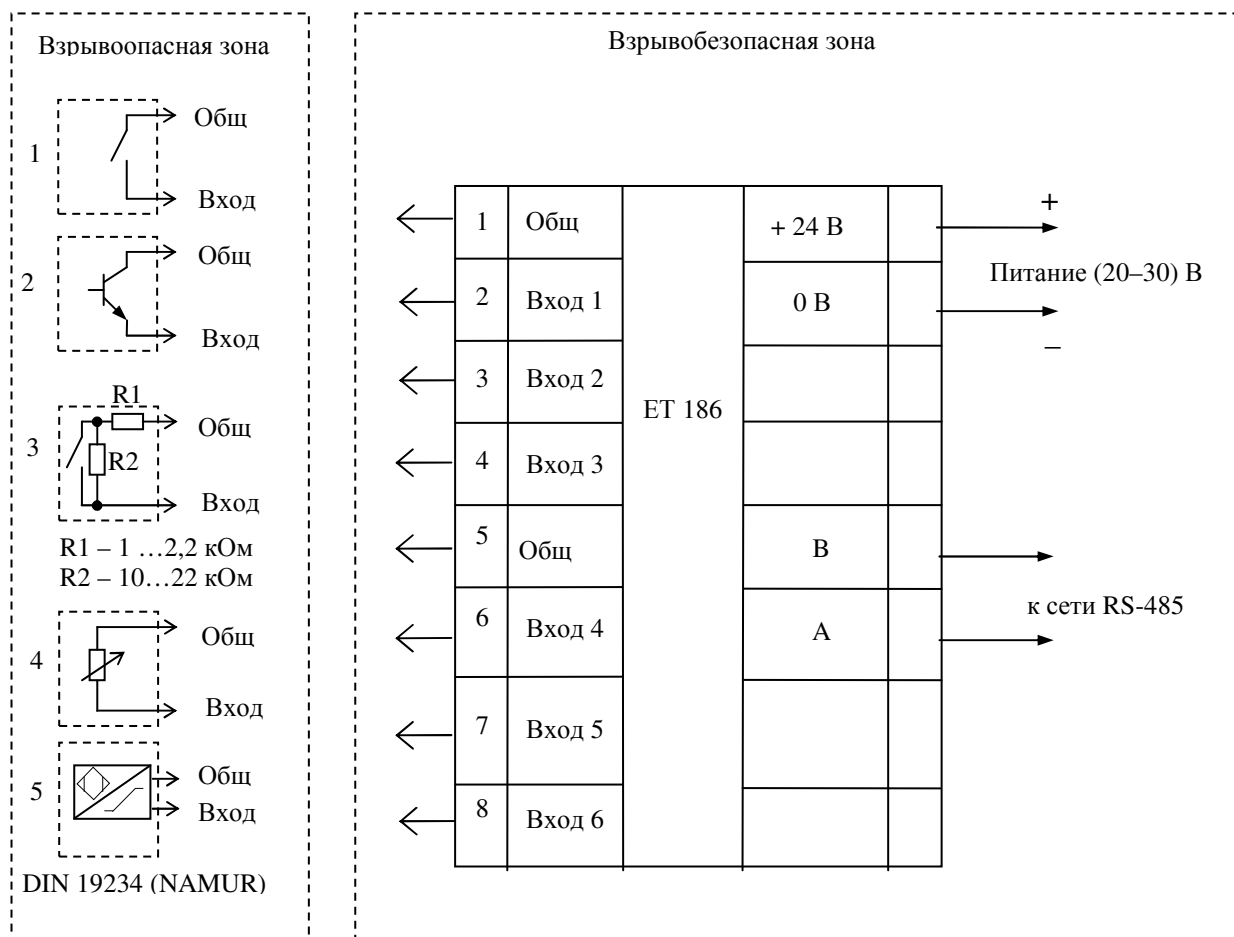 Взрывоопасная зона
1
Общ
Вход
2
Общ
Вход
3
R1
R2
Общ
Вход
R1 – 1 …2,2 кОм
R2 – 10…22 кОм
4
Общ
Вход
5
Общ
Вход
DIN 19234 (NAMUR)
Взрывобезопасная зона
1 Общ
2 Вход 1
3 Вход 2
4 Вход 3
5 Общ
6 Вход 4
7 Вход 5
8 Вход 6
ЕТ 186
+ 24 В
0 В
В
А
+
Питание (20–30) В
–
к сети RS-485